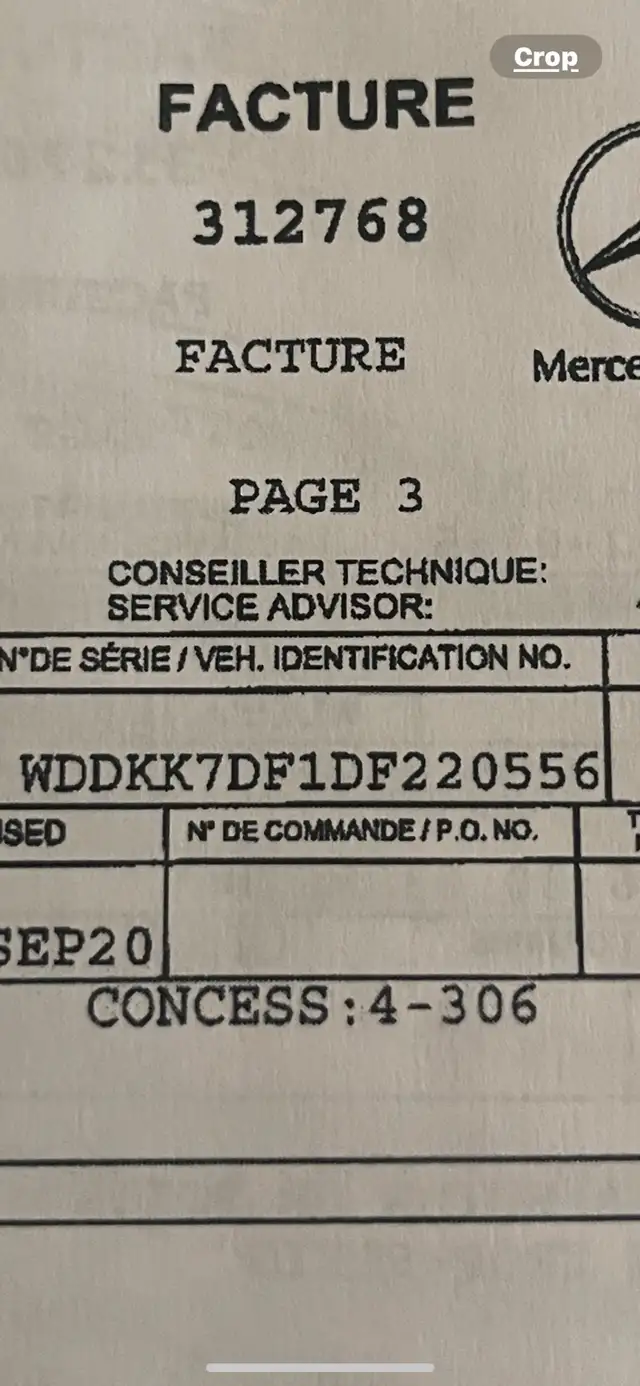 Crop
FACTURE
312768
FACTURE
Merce
PAGE 3
CONSEILLER TECHNIQUE:
SERVICE ADVISOR:
N°DE SÉRIE / VEH. IDENTIFICATION NO.
WDDKK7DF1DF220556
USED N° DE COMMANDE / P.O. NO.
SEP20
CONCESS:4-306